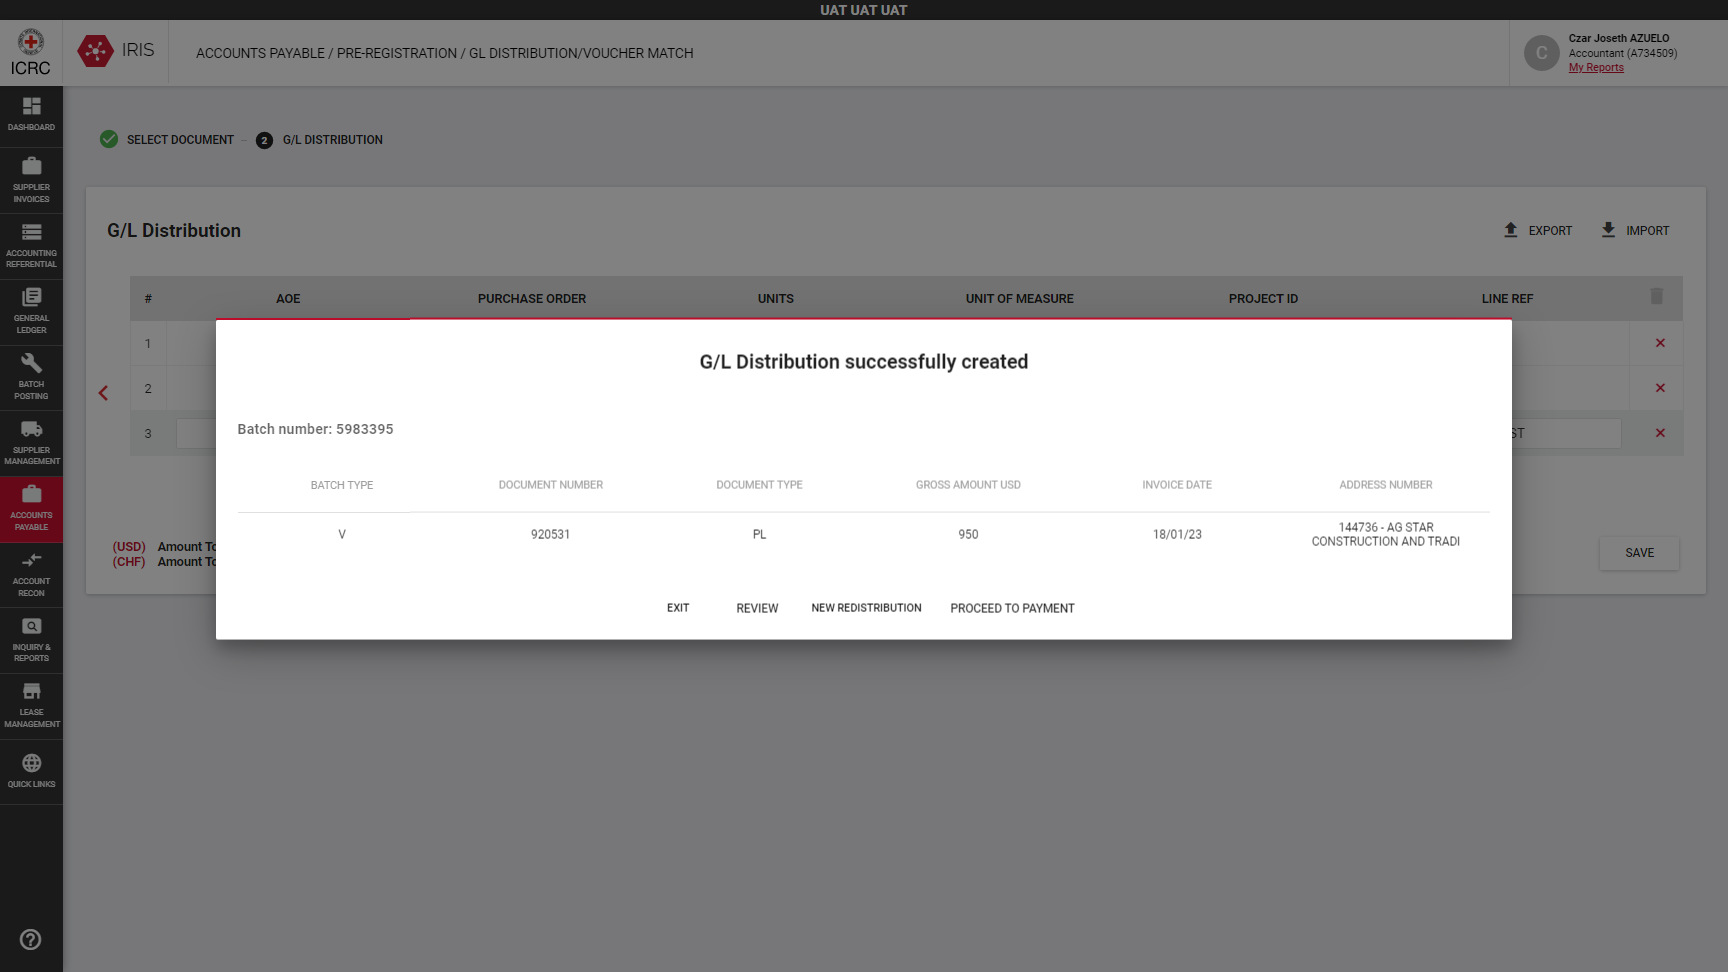 UAT UAT UAT
ICRC
IRIS
ACCOUNTS PAYABLE / PRE-REGISTRATION / GL DISTRIBUTION/VOUCHER MATCH
C
Czar Joseth AZUELO
Accountant (A734509)
My Reports
DASHBOARD
SUPPLIER
INVOICES
ACCOUNTING
REFERENTIAL
GENERAL
LEDGER
BATCH
POSTING
SUPPLIER
MANAGEMENT
ACCOUNTS
PAYABLE
ACCOUNT
RECON
INQUIRY &
REPORTS
LEASE
MANAGEMENT
QUICK LINKS
SELECT DOCUMENT
2 G/L DISTRIBUTION
G/L Distribution
EXPORT IMPORT
# AOE PURCHASE ORDER UNITS UNIT OF MEASURE PROJECT ID LINE REF
1
2
3 ST
(USD) Amount To
(CHF) Amount To
SAVE
G/L Distribution successfully created
Batch number: 5983395
BATCH TYPE DOCUMENT NUMBER DOCUMENT TYPE GROSS AMOUNT USD INVOICE DATE ADDRESS NUMBER
V 920531 PL 950 18/01/23 144736 - AG STAR
CONSTRUCTION AND TRADI
EXIT REVIEW NEW REDISTRIBUTION PROCEED TO PAYMENT